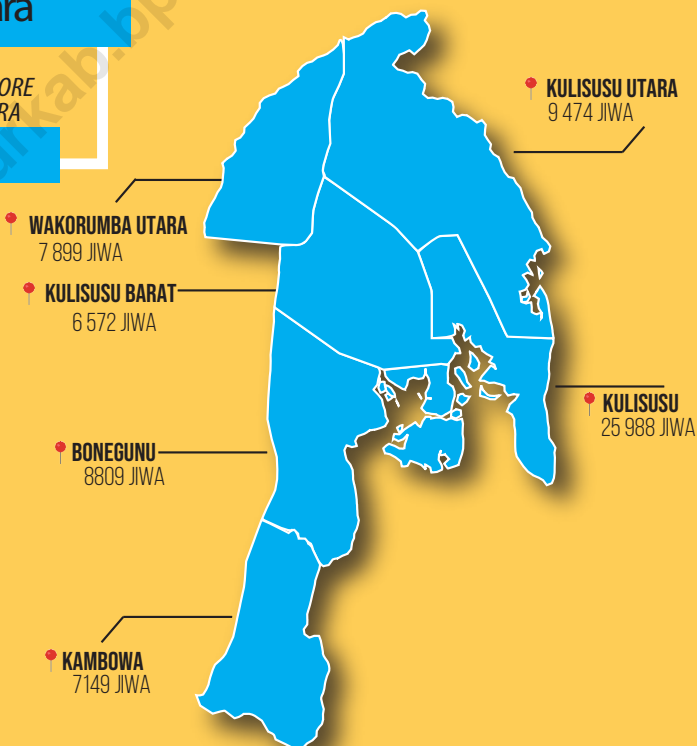 ara
ORE
RA
KULISUSU UTARA
9 474 JIWA
WAKORUMBA UTARA
7 899 JIWA
KULISUSU BARAT
6 572 JIWA
KULISUSU
25 988 JIWA
BONEGUNU
8809 JIWA
KAMBOWA
7149 JIWA